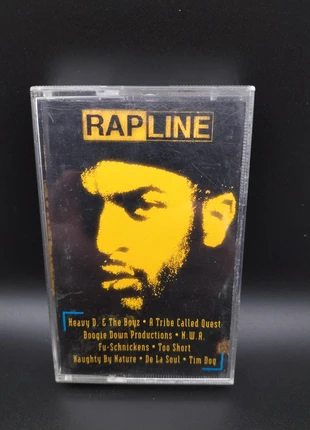 RAPLINE
Heavy D. & The Boyz • A Tribe Called Quest
Boogie Down Productions • N.W.A.
Fu-Schnickens • Too Short
Naughty By Nature • De La Soul • Tim Dog